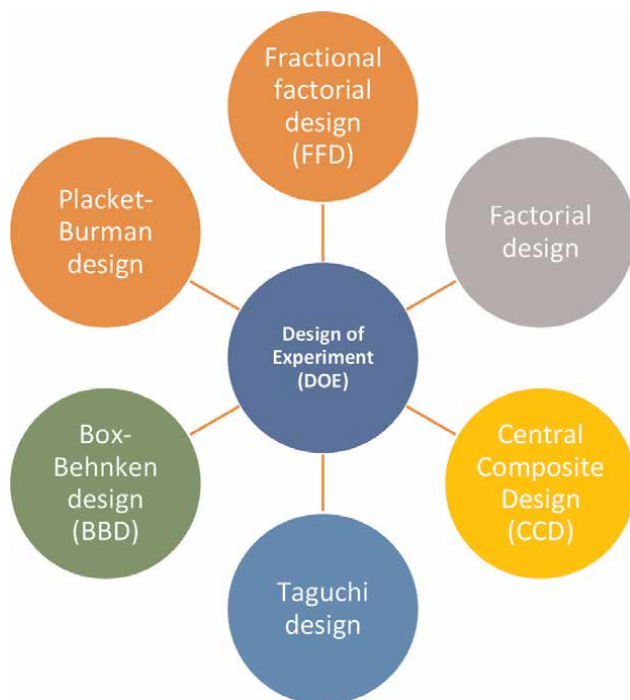 Fractional
factorial
design
(FFD)
Placket-
Burman
design
Factorial
design
Design of
Experiment
(DOE)
Box-
Behnken
design
(BBD)
Central
Composite
Design
(CCD)
Taguchi
design